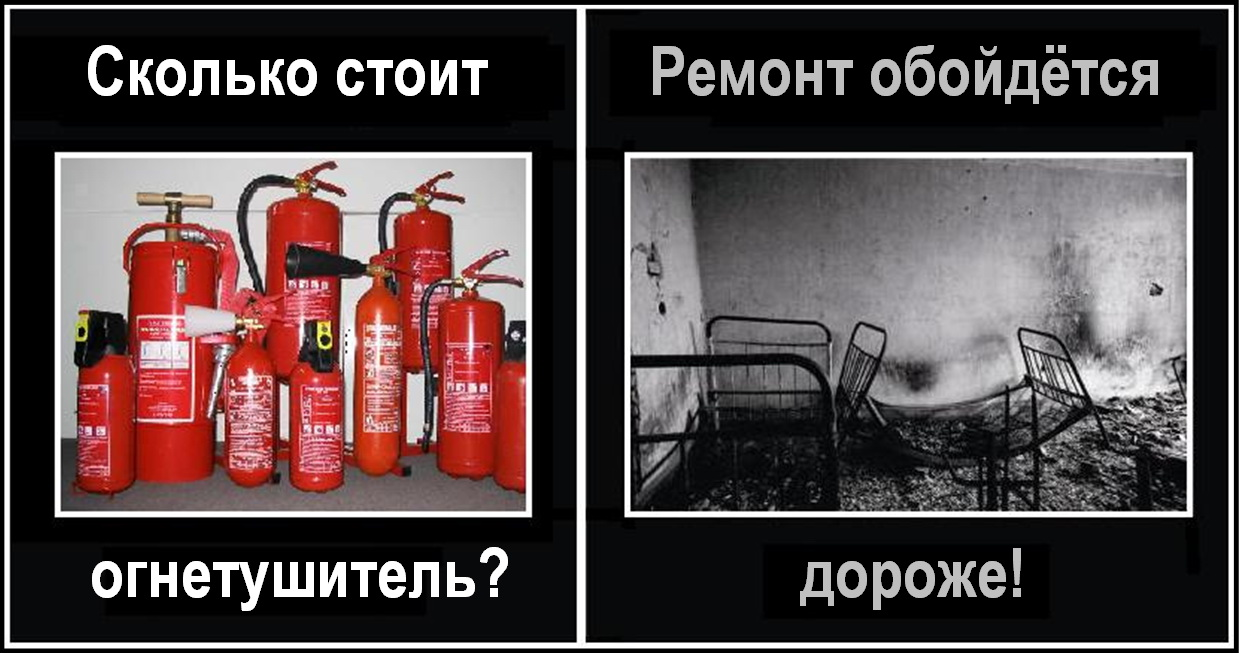 Сколько стоит
огнетушитель?
Ремонт обойдётся
дороже!